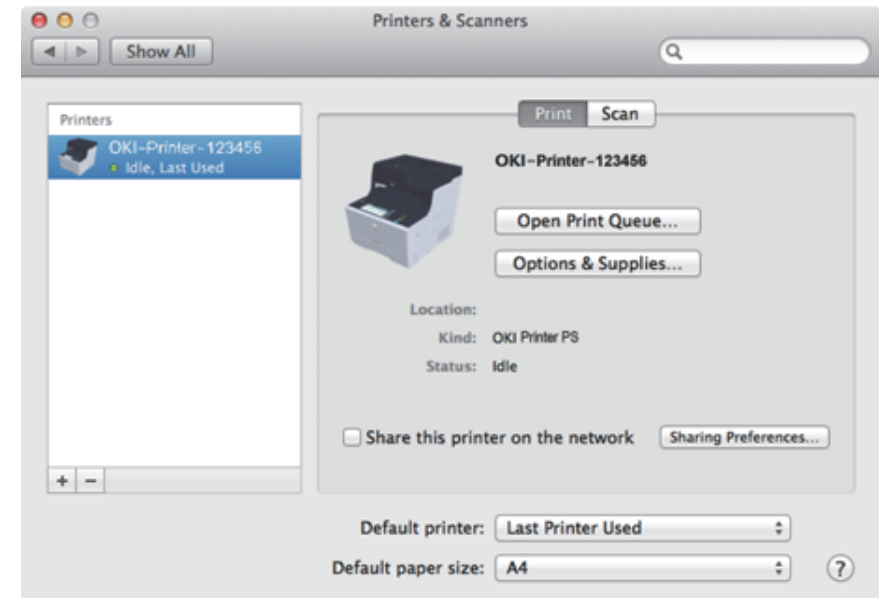 Printers & Scanners
Show All
Printers
OKI-Printer-123456
Idle, Last Used
Print Scan
OKI-Printer-123456
Open Print Queue...
Options & Supplies...
Location:
Kind: OKI Printer PS
Status: Idle
Share this printer on the network Sharing Preferences...
+ −
Default printer: Last Printer Used
Default paper size: A4 ?